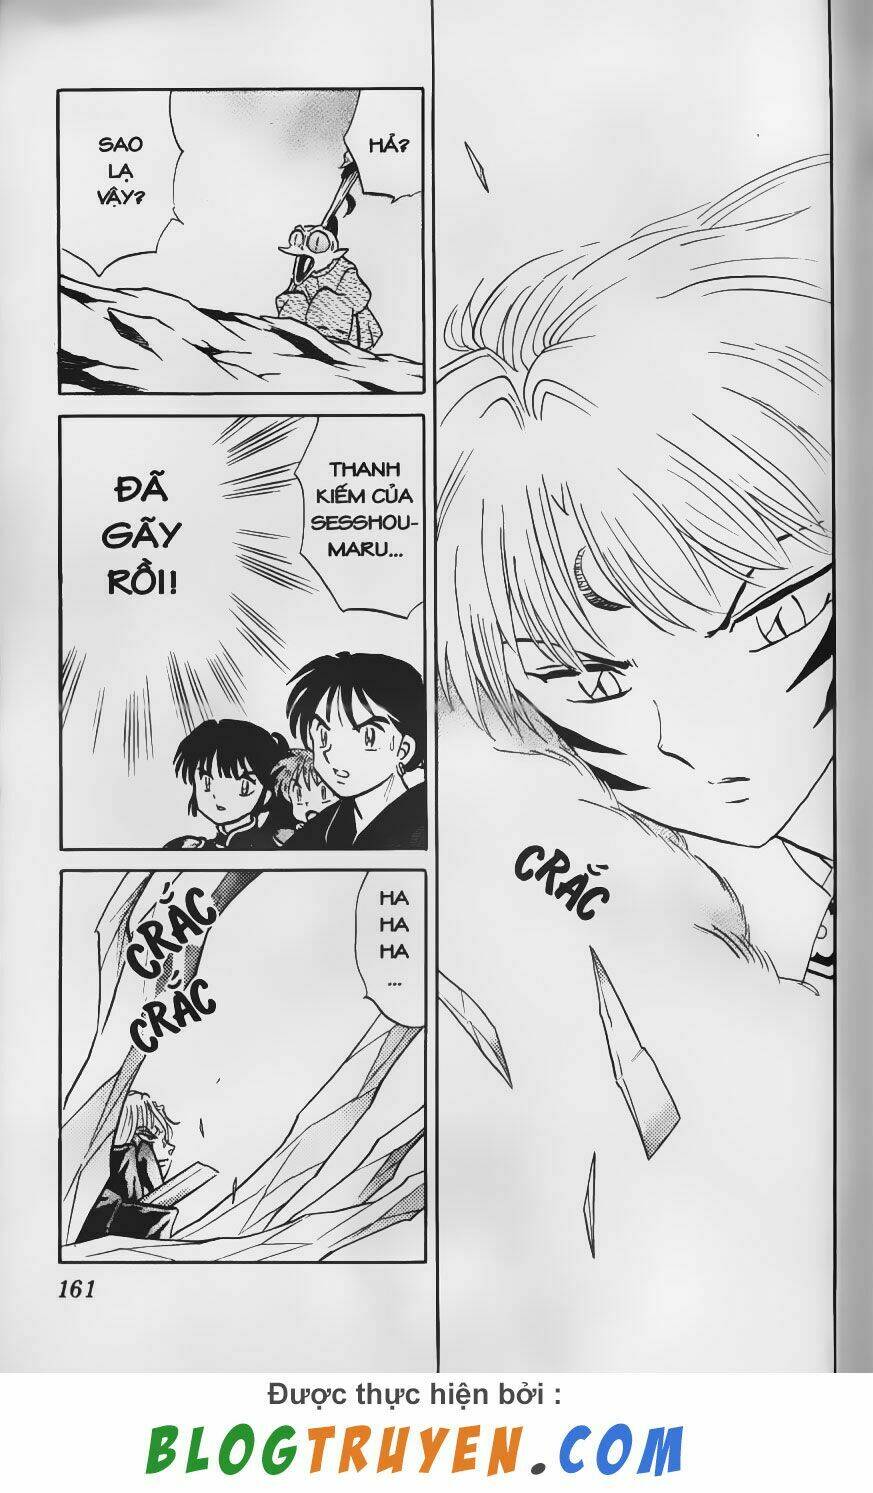 CRẮC
HẢ?
SAO
LẠ
VẬY?
THANH
KIẾM CỦA
SESSHOU-
MARU...
ĐÃ
GÃY
RỒI!
HA
HA
HA
...
CRẮC
CRẮC
161
Được thực hiện bởi :
BLOGTRUYEN.COM